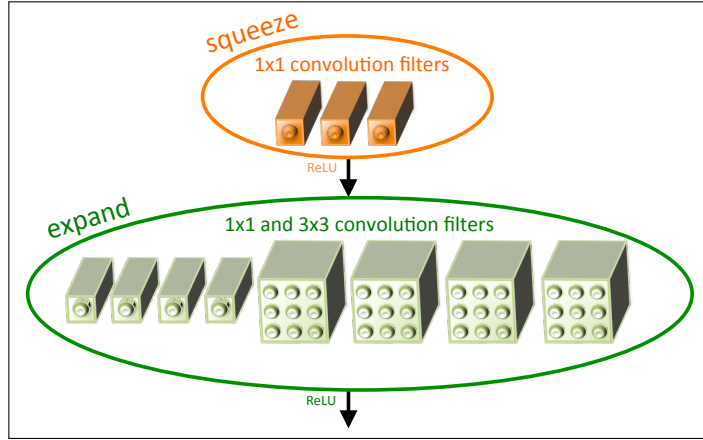 squeeze
1x1 convolution filters
ReLU
expand
1x1 and 3x3 convolution filters
ReLU